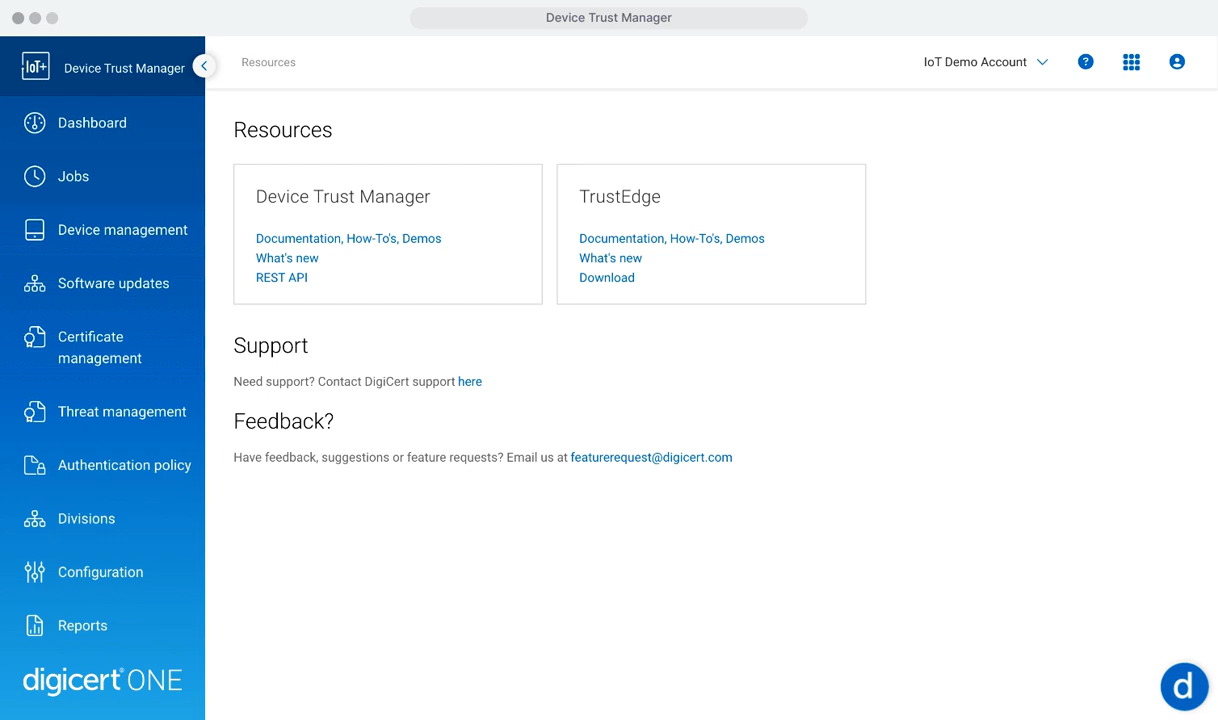 Device Trust Manager
IoT+
Device Trust Manager
Resources
IoT Demo Account
?
Dashboard
Jobs
Device management
Software updates
Certificate
management
Threat management
Authentication policy
Divisions
Configuration
Reports
digicert® ONE
Resources
Device Trust Manager
Documentation, How-To's, Demos
What's new
REST API
TrustEdge
Documentation, How-To's, Demos
What's new
Download
Support
Need support? Contact DigiCert support here
Feedback?
Have feedback, suggestions or feature requests? Email us at featurerequest@digicert.com
d